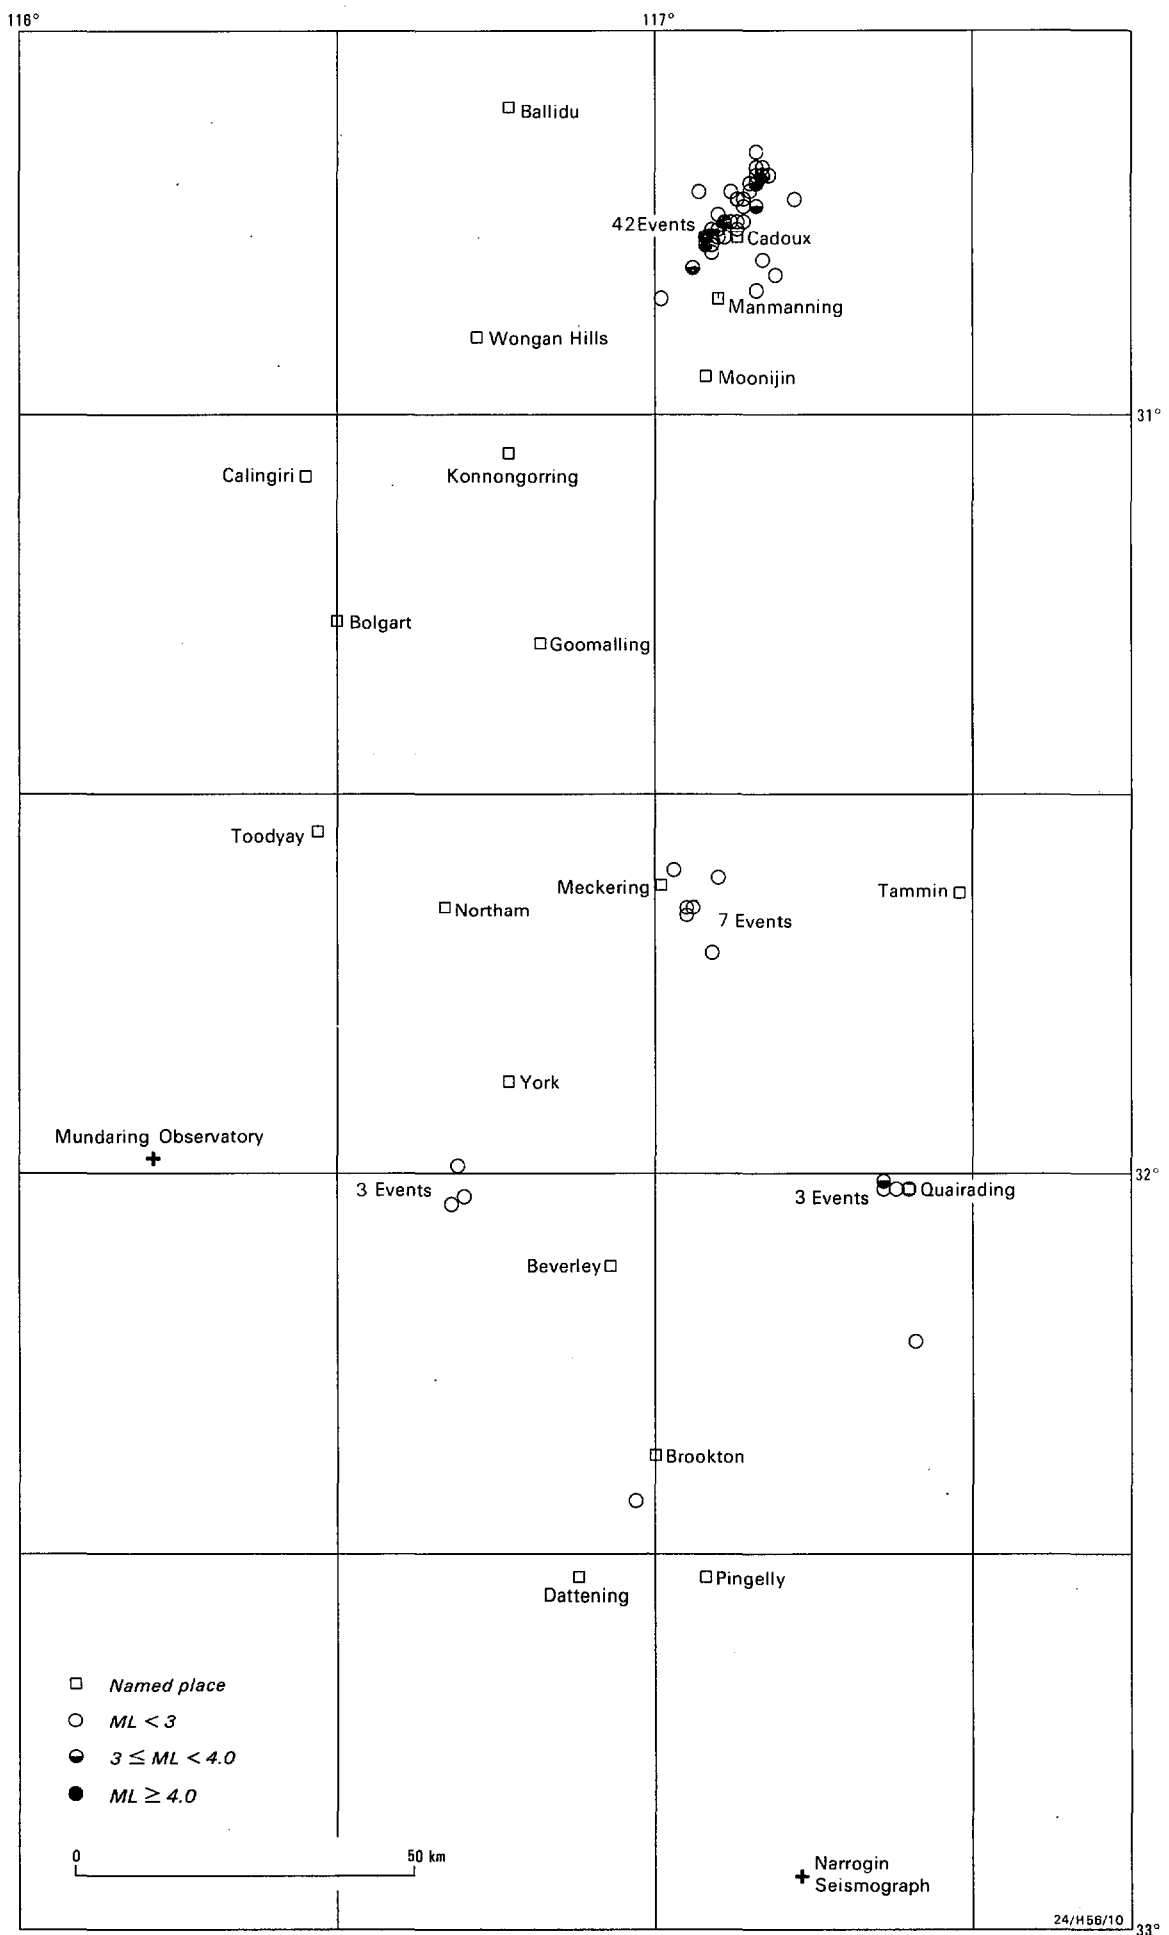 116°
117°
Ballidu
42 Events
Cadoux
Manmanning
Wongan Hills
Moonijin
31°
Calingiri
Konnongorring
Bolgart
Goomalling
Toodyay
Meckering
Tammin
Northam
7 Events
York
Mundaring Observatory
32°
3 Events
3 Events
Quairading
Beverley
Brookton
Dattening
Pingelly
Named place
ML < 3
3 ≤ ML < 4.0
ML ≥ 4.0
0
50 km
Narrogin
Seismograph
24/H56/10
33°